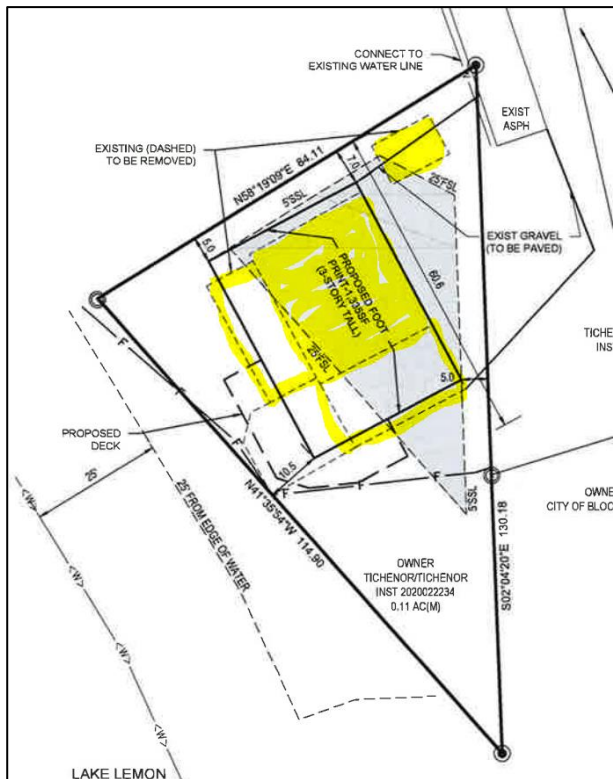 CONNECT TO
EXISTING WATER LINE
EXIST
ASPH
EXISTING (DASHED)
TO BE REMOVED)
N58°19'09"E 84.11
7.0
5'SSL
25'FSL
EXIST GRAVEL
(TO BE PAVED)
5.0
PROPOSED FOOT
PRINT-1,335SF
(3-STORY TALL)
60.6
25'FSL
F
TICHE
INS
5.0
PROPOSED
DECK
F
F
10.5
25'
25' FROM EDGE OF WATER
N41°35'54"W 114.90
F
F
F
5'SSL
OWNE
CITY OF BLOC
S02°04'20"E 130.18
OWNER
TICHENOR/TICHENOR
INST 2020022234
0.11 AC(M)
<W>
<W>
<W>
<W>
LAKE LEMON